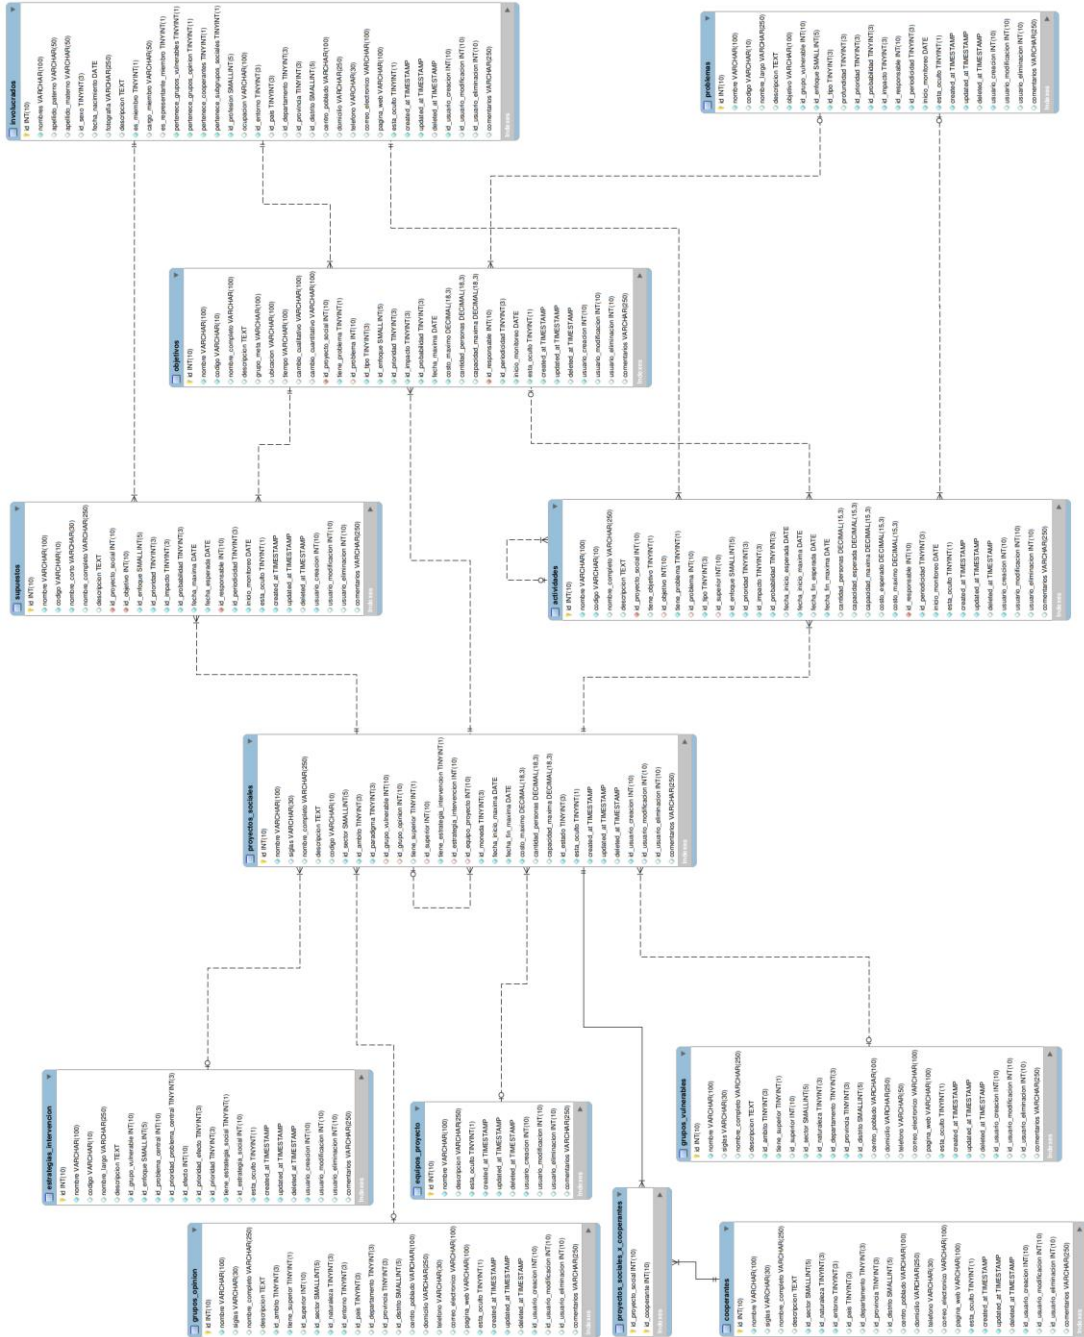 grupos_opinion
id INT(10)
nombre VARCHAR(100)
siglas VARCHAR(30)
nombre_completo VARCHAR(250)
descripcion TEXT
id_ambito TINYINT(3)
tiene_superior TINYINT(1)
id_superior INT(10)
id_sector SMALLINT(5)
id_naturaleza TINYINT(3)
id_entorno TINYINT(3)
id_pais TINYINT(3)
id_departamento TINYINT(3)
id_provincia TINYINT(3)
id_distrito SMALLINT(5)
centro_poblado VARCHAR(100)
domicilio VARCHAR(250)
telefono VARCHAR(30)
correo_electronico VARCHAR(100)
pagina_web VARCHAR(100)
esta_oculto TINYINT(1)
created_at TIMESTAMP
updated_at TIMESTAMP
deleted_at TIMESTAMP
id_usuario_creacion INT(10)
id_usuario_modificacion INT(10)
id_usuario_eliminacion INT(10)
comentarios VARCHAR(250)
Indexes
estrategias_intervencion
id INT(10)
nombre VARCHAR(100)
codigo VARCHAR(10)
nombre_largo VARCHAR(250)
descripcion TEXT
id_grupo_vulnerable INT(10)
id_enfoque SMALLINT(5)
id_problema_central INT(10)
id_prioridad_problema_central TINYINT(3)
id_efecto INT(10)
id_prioridad_efecto TINYINT(3)
id_prioridad TINYINT(3)
tiene_estrategia_social TINYINT(1)
id_estrategia_social INT(10)
esta_oculto TINYINT(1)
created_at TIMESTAMP
updated_at TIMESTAMP
deleted_at TIMESTAMP
usuario_creacion INT(10)
usuario_modificacion INT(10)
usuario_eliminacion INT(10)
comentarios VARCHAR(250)
Indexes
supuestos
id INT(10)
nombre VARCHAR(100)
codigo VARCHAR(10)
nombre_corto VARCHAR(30)
nombre_completo VARCHAR(250)
descripcion TEXT
id_proyecto_social INT(10)
id_objetivo INT(10)
id_enfoque SMALLINT(5)
id_prioridad TINYINT(3)
id_impacto TINYINT(3)
id_probabilidad TINYINT(3)
fecha_maxima DATE
fecha_esperada DATE
id_responsable INT(10)
id_periodicidad TINYINT(3)
inicio_monitoreo DATE
esta_oculto TINYINT(1)
created_at TIMESTAMP
updated_at TIMESTAMP
deleted_at TIMESTAMP
usuario_creacion INT(10)
usuario_modificacion INT(10)
usuario_eliminacion INT(10)
comentarios VARCHAR(250)
Indexes
involucrados
id INT(10)
nombres VARCHAR(100)
apellido_paterno VARCHAR(50)
apellido_materno VARCHAR(50)
id_sexo TINYINT(3)
fecha_nacimiento DATE
fotografia VARCHAR(250)
descripcion TEXT
es_miembro TINYINT(1)
cargo_miembro VARCHAR(50)
es_representante_miembro TINYINT(1)
pertenece_grupos_vulnerables TINYINT(1)
pertenece_grupos_opinion TINYINT(1)
pertenece_cooperantes TINYINT(1)
pertenece_subgrupos_sociales TINYINT(1)
id_profesion SMALLINT(5)
ocupacion VARCHAR(100)
id_entorno TINYINT(3)
id_pais TINYINT(3)
id_departamento TINYINT(3)
id_provincia TINYINT(3)
id_distrito SMALLINT(5)
centro_poblado VARCHAR(100)
domicilio VARCHAR(250)
telefono VARCHAR(30)
correo_electronico VARCHAR(100)
pagina_web VARCHAR(100)
esta_oculto TINYINT(1)
created_at TIMESTAMP
updated_at TIMESTAMP
deleted_at TIMESTAMP
id_usuario_creacion INT(10)
id_usuario_modificacion INT(10)
id_usuario_eliminacion INT(10)
comentarios VARCHAR(250)
Indexes
objetivos
id INT(10)
nombre VARCHAR(100)
codigo VARCHAR(10)
nombre_completo VARCHAR(100)
descripcion TEXT
grupo_meta VARCHAR(100)
ubicacion VARCHAR(100)
tiempo VARCHAR(100)
cambio_cualitativo VARCHAR(100)
cambio_cuantitativo VARCHAR(100)
id_proyecto_social INT(10)
tiene_problema TINYINT(1)
id_problema INT(10)
id_tipo TINYINT(3)
id_enfoque SMALLINT(5)
id_prioridad TINYINT(3)
id_impacto TINYINT(3)
id_probabilidad TINYINT(3)
fecha_maxima DATE
costo_maximo DECIMAL(18,3)
cantidad_personas DECIMAL(18,3)
capacidad_maxima DECIMAL(18,3)
id_responsable INT(10)
id_periodicidad TINYINT(3)
inicio_monitoreo DATE
esta_oculto TINYINT(1)
created_at TIMESTAMP
updated_at TIMESTAMP
deleted_at TIMESTAMP
usuario_creacion INT(10)
usuario_modificacion INT(10)
usuario_eliminacion INT(10)
comentarios VARCHAR(250)
Indexes
proyectos_sociales
id INT(10)
nombre VARCHAR(100)
siglas VARCHAR(30)
nombre_completo VARCHAR(250)
descripcion TEXT
codigo VARCHAR(10)
id_sector SMALLINT(5)
id_ambito TINYINT(3)
id_paradigma TINYINT(3)
id_grupo_vulnerable INT(10)
id_grupo_opinion INT(10)
tiene_superior TINYINT(1)
id_superior INT(10)
tiene_estrategia_intervencion TINYINT(1)
id_estrategia_intervencion INT(10)
id_equipo_proyecto INT(10)
id_moneda TINYINT(3)
fecha_inicio_maxima DATE
fecha_fin_maxima DATE
costo_maximo DECIMAL(18,3)
cantidad_personas DECIMAL(18,3)
capacidad_maxima DECIMAL(18,3)
id_estado TINYINT(3)
esta_oculto TINYINT(1)
created_at TIMESTAMP
updated_at TIMESTAMP
deleted_at TIMESTAMP
id_usuario_creacion INT(10)
id_usuario_modificacion INT(10)
id_usuario_eliminacion INT(10)
comentarios VARCHAR(250)
Indexes
equipos_proyecto
id INT(10)
nombre VARCHAR(100)
descripcion VARCHAR(250)
esta_oculto TINYINT(1)
created_at TIMESTAMP
updated_at TIMESTAMP
deleted_at TIMESTAMP
usuario_creacion INT(10)
usuario_modificacion INT(10)
usuario_eliminacion INT(10)
comentarios VARCHAR(250)
Indexes
actividades
id INT(10)
nombre VARCHAR(100)
codigo VARCHAR(10)
nombre_completo VARCHAR(250)
descripcion TEXT
id_proyecto_social INT(10)
tiene_objetivo TINYINT(1)
id_objetivo INT(10)
tiene_problema TINYINT(1)
id_problema INT(10)
id_tipo TINYINT(3)
id_superior INT(10)
id_enfoque SMALLINT(5)
id_prioridad TINYINT(3)
id_impacto TINYINT(3)
id_probabilidad TINYINT(3)
fecha_inicio_esperada DATE
fecha_inicio_maxima DATE
fecha_fin_esperada DATE
fecha_fin_maxima DATE
cantidad_personas DECIMAL(15,3)
capacidad_esperada DECIMAL(15,3)
capacidad_maxima DECIMAL(15,3)
costo_esperado DECIMAL(15,3)
costo_maximo DECIMAL(15,3)
id_responsable INT(10)
id_periodicidad TINYINT(3)
inicio_monitoreo DATE
esta_oculto TINYINT(1)
created_at TIMESTAMP
updated_at TIMESTAMP
deleted_at TIMESTAMP
usuario_creacion INT(10)
usuario_modificacion INT(10)
usuario_eliminacion INT(10)
comentarios VARCHAR(250)
Indexes
proyectos_sociales_x_cooperantes
id_proyecto_social INT(10)
id_cooperante INT(10)
Indexes
grupos_vulnerables
id INT(10)
nombre VARCHAR(100)
siglas VARCHAR(30)
nombre_completo VARCHAR(250)
descripcion TEXT
id_ambito TINYINT(3)
tiene_superior TINYINT(1)
id_superior INT(10)
id_sector SMALLINT(5)
id_naturaleza TINYINT(3)
id_departamento TINYINT(3)
id_provincia TINYINT(3)
id_distrito SMALLINT(5)
centro_poblado VARCHAR(100)
domicilio VARCHAR(250)
telefono VARCHAR(50)
correo_electronico VARCHAR(100)
pagina_web VARCHAR(100)
esta_oculto TINYINT(1)
created_at TIMESTAMP
updated_at TIMESTAMP
deleted_at TIMESTAMP
id_usuario_creacion INT(10)
id_usuario_modificacion INT(10)
id_usuario_eliminacion INT(10)
comentarios VARCHAR(250)
Indexes
problemas
id INT(10)
nombre VARCHAR(100)
codigo VARCHAR(10)
nombre_largo VARCHAR(250)
descripcion TEXT
objetivo VARCHAR(100)
id_grupo_vulnerable INT(10)
id_enfoque SMALLINT(5)
id_tipo TINYINT(3)
profundidad TINYINT(3)
id_prioridad TINYINT(3)
id_probabilidad TINYINT(3)
id_impacto TINYINT(3)
id_responsable INT(10)
id_periodicidad TINYINT(3)
inicio_monitoreo DATE
esta_oculto TINYINT(1)
created_at TIMESTAMP
updated_at TIMESTAMP
deleted_at TIMESTAMP
usuario_creacion INT(10)
usuario_modificacion INT(10)
usuario_eliminacion INT(10)
comentarios VARCHAR(250)
Indexes
cooperantes
id INT(10)
nombre VARCHAR(100)
siglas VARCHAR(30)
nombre_completo VARCHAR(250)
descripcion TEXT
id_sector SMALLINT(5)
id_naturaleza TINYINT(3)
id_entorno TINYINT(3)
id_pais TINYINT(3)
id_departamento TINYINT(3)
id_provincia TINYINT(3)
id_distrito SMALLINT(5)
centro_poblado VARCHAR(100)
domicilio VARCHAR(250)
telefono VARCHAR(30)
correo_electronico VARCHAR(100)
pagina_web VARCHAR(100)
esta_oculto TINYINT(1)
created_at TIMESTAMP
updated_at TIMESTAMP
deleted_at TIMESTAMP
id_usuario_creacion INT(10)
id_usuario_modificacion INT(10)
id_usuario_eliminacion INT(10)
comentarios VARCHAR(250)
Indexes